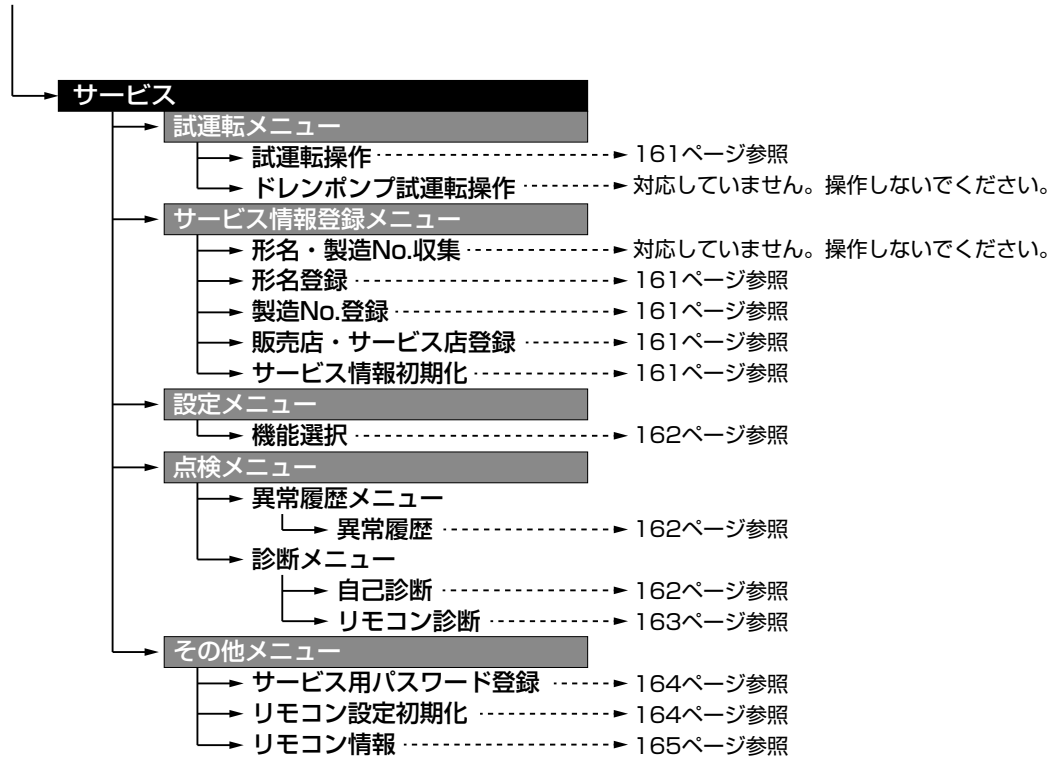 サービス
試運転メニュー
試運転操作 161ページ参照
ドレンポンプ試運転操作 対応していません。操作しないでください。
サービス情報登録メニュー
形名・製造No.収集 対応していません。操作しないでください。
形名登録 161ページ参照
製造No.登録 161ページ参照
販売店・サービス店登録 161ページ参照
サービス情報初期化 161ページ参照
設定メニュー
機能選択 162ページ参照
点検メニュー
異常履歴メニュー
異常履歴 162ページ参照
診断メニュー
自己診断 162ページ参照
リモコン診断 163ページ参照
その他メニュー
サービス用パスワード登録 164ページ参照
リモコン設定初期化 164ページ参照
リモコン情報 165ページ参照